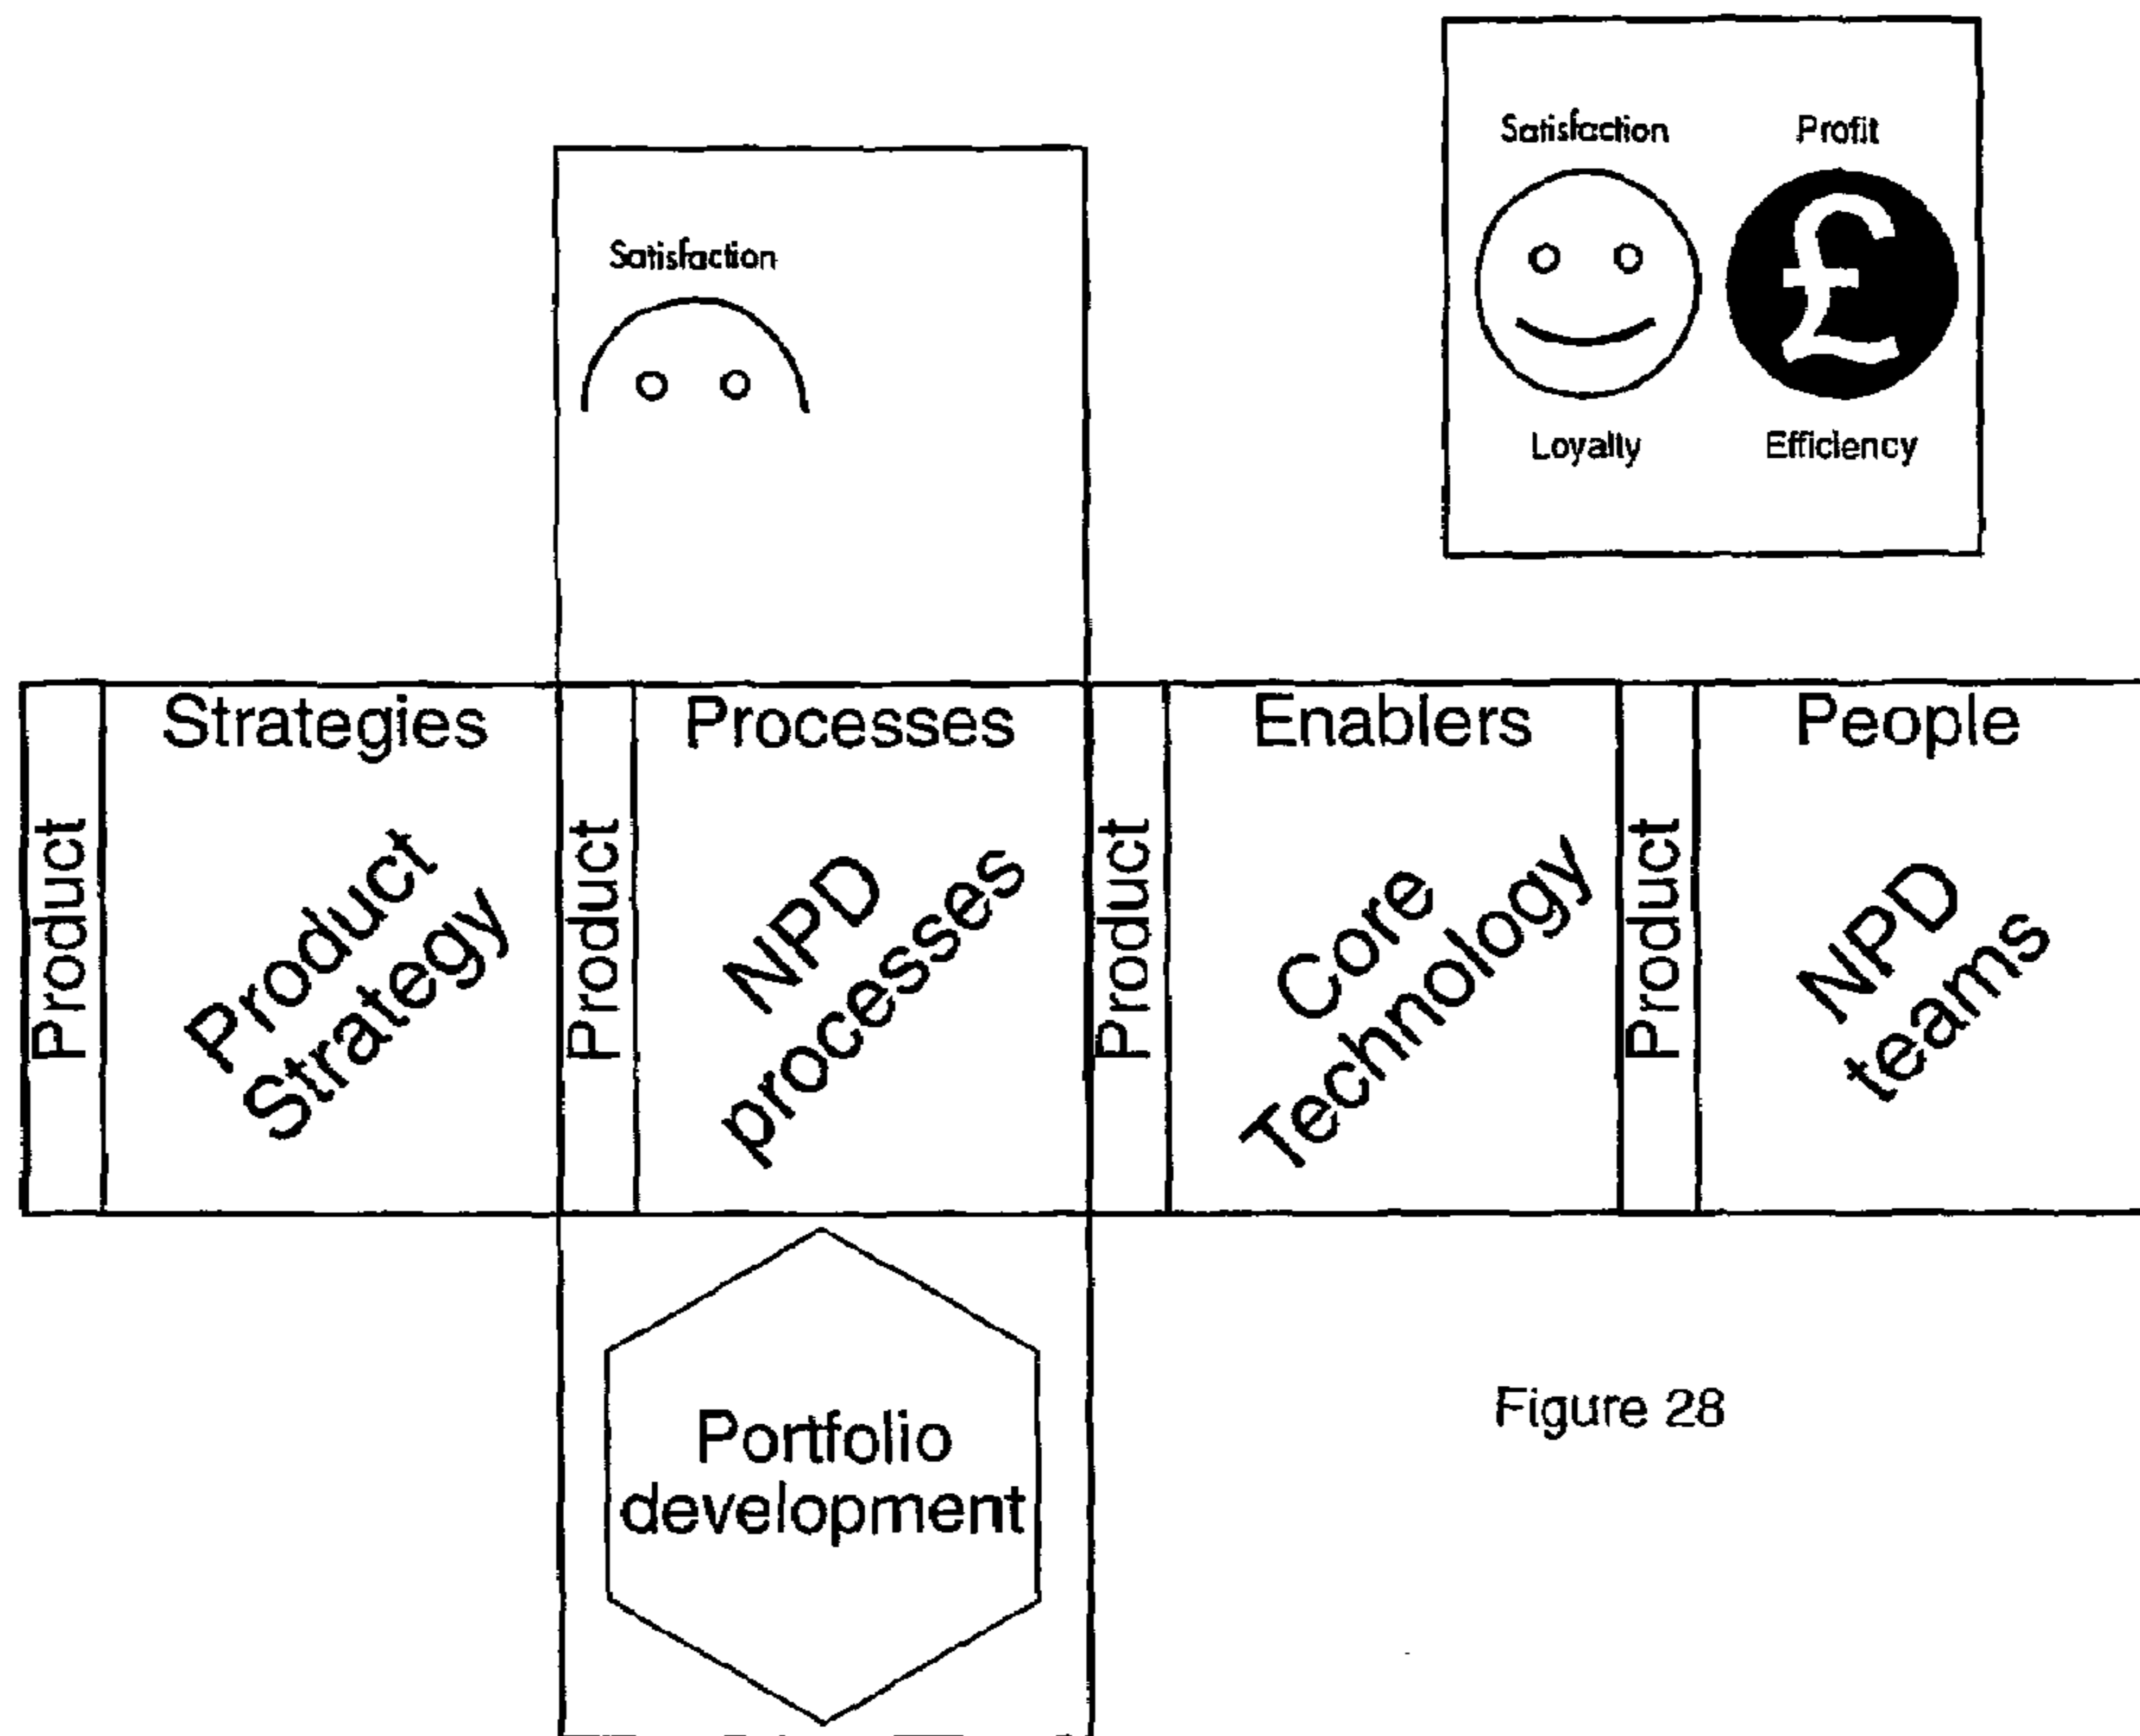 Satisfaction Profit
Loyalty Efficiency
Satisfaction
Strategies Processes Enablers People
Product
Product
Strategy
Product
NPD
processes
Product
Core
Technology
Product
NPD
teams
Portfolio
development
Figure 28